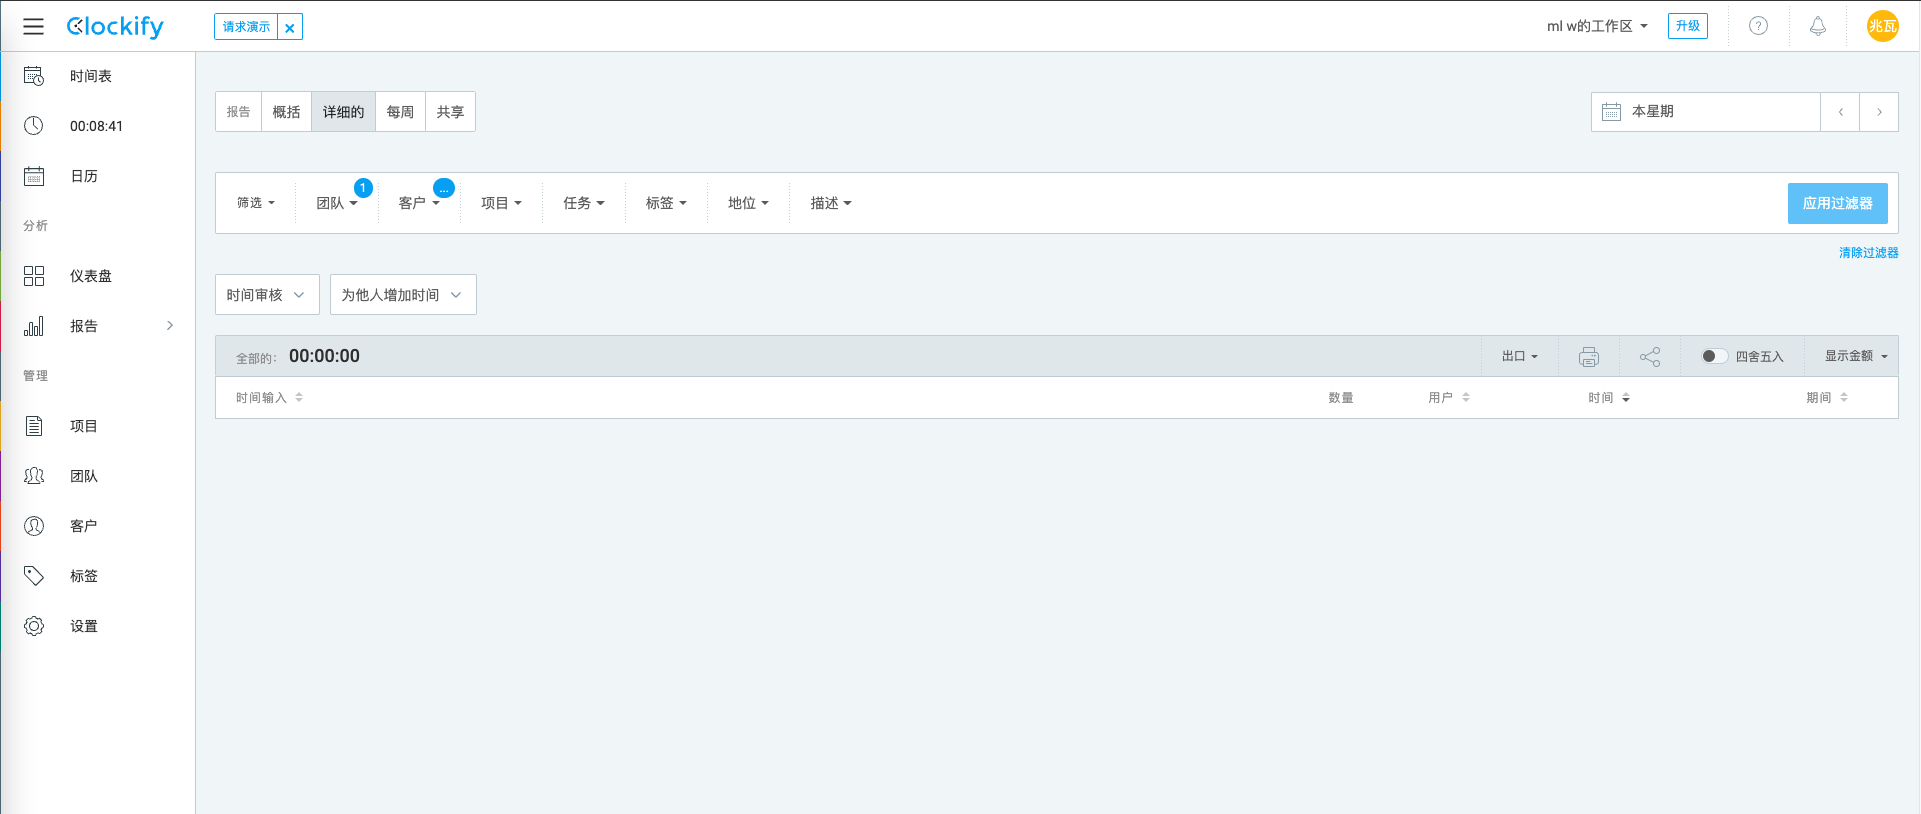 Clockify
请求演示
ml w的工作区
升级
兆瓦
时间表
00:08:41
日历
分析
仪表盘
报告
管理
项目
团队
客户
标签
设置
报告 概括 详细的 每周 共享
本星期
筛选 团队 1 客户 ... 项目 任务 标签 地位 描述
应用过滤器
清除过滤器
时间审核 为他人增加时间
全部的: 00:00:00
出口 四舍五入 显示金额
时间输入 数量 用户 时间 期间